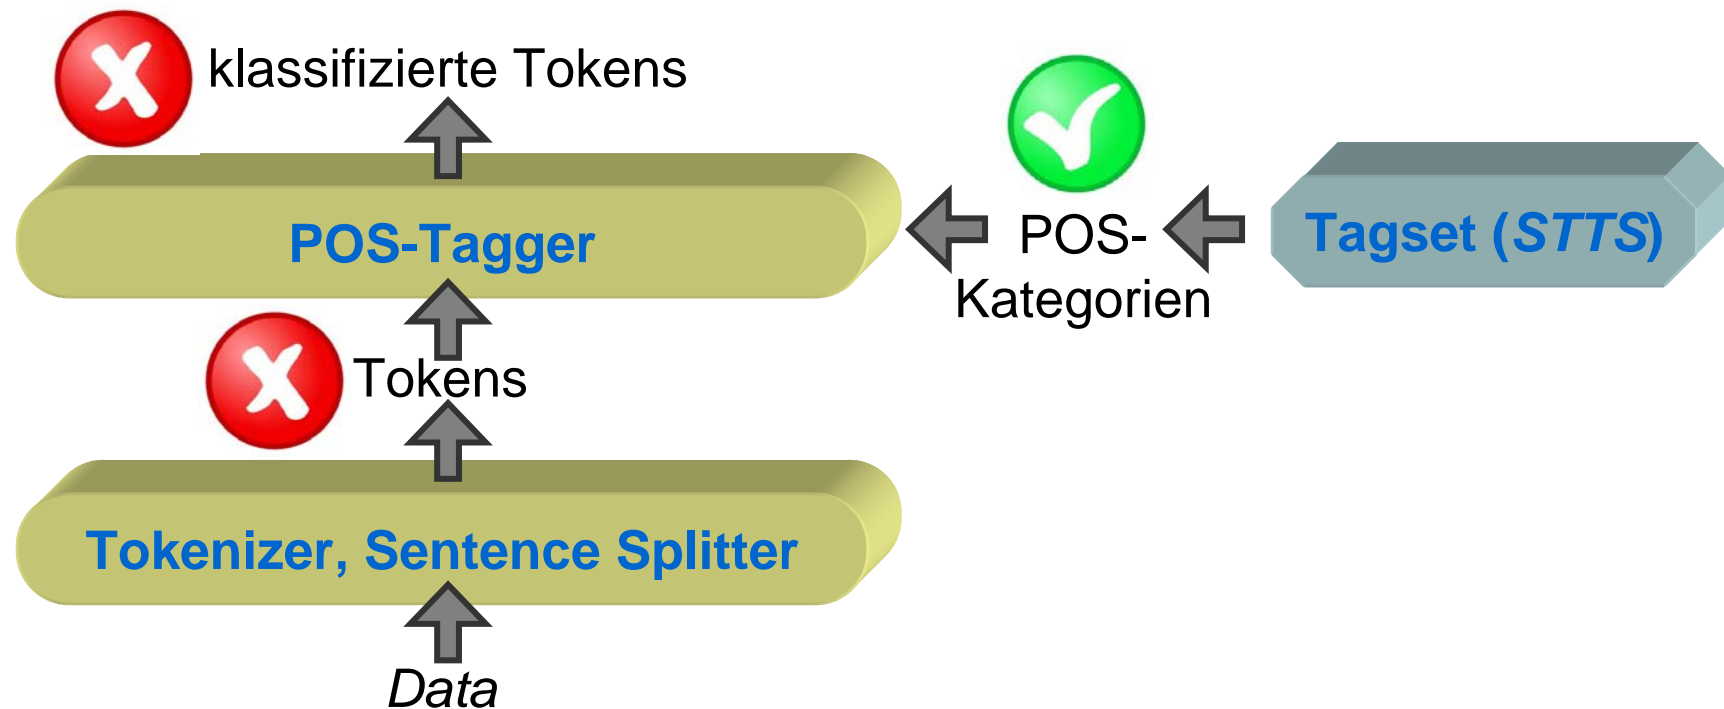 klassifizierte Tokens
POS-Tagger
POS-
Kategorien
Tagset (STTS)
Tokens
Tokenizer, Sentence Splitter
Data